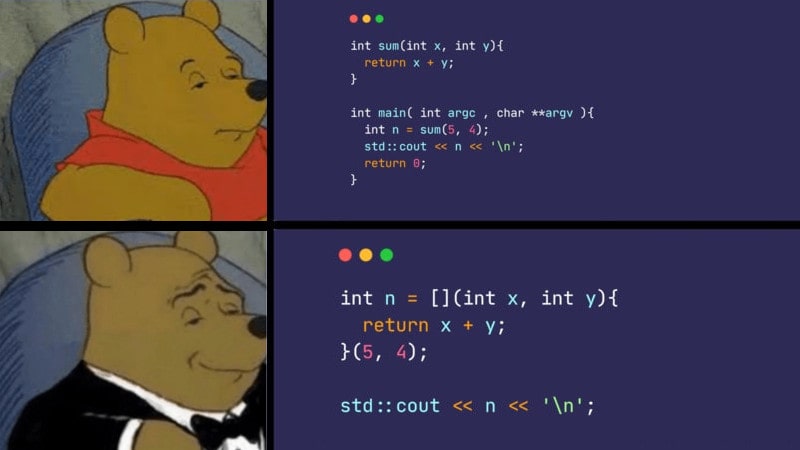 int sum(int x, int y){
  return x + y;
}
int main( int argc , char **argv ){
  int n = sum(5, 4);
  std::cout << n << '\n';
  return 0;
}
int n = [](int x, int y){
  return x + y;
}(5, 4);
std::cout << n << '\n';